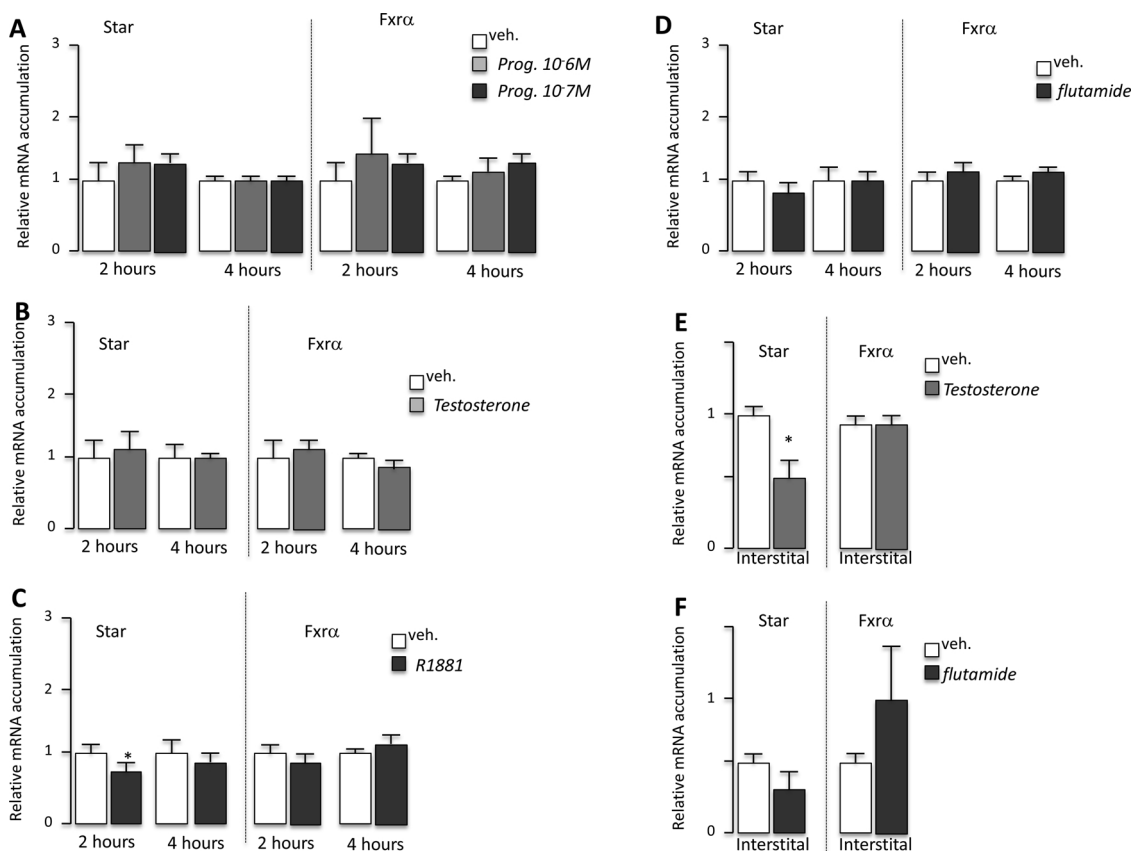 A
Star
Fxrα
veh.
Prog. 10-6M
Prog. 10-7M
Relative mRNA accumulation
3
2
1
0
2 hours
4 hours
2 hours
4 hours
B
Star
Fxrα
veh.
Testosterone
Relative mRNA accumulation
3
2
1
0
2 hours
4 hours
2 hours
4 hours
C
Star
Fxrα
veh.
R1881
Relative mRNA accumulation
3
2
1
0
*
2 hours
4 hours
2 hours
4 hours
D
Star
Fxrα
veh.
flutamide
Relative mRNA accumulation
3
2
1
0
2 hours
4 hours
2 hours
4 hours
E
Star
Fxrα
veh.
Testosterone
Relative mRNA accumulation
1
0
*
Interstital
Interstital
F
Star
Fxrα
veh.
flutamide
Relative mRNA accumulation
1
0
Interstital
Interstital